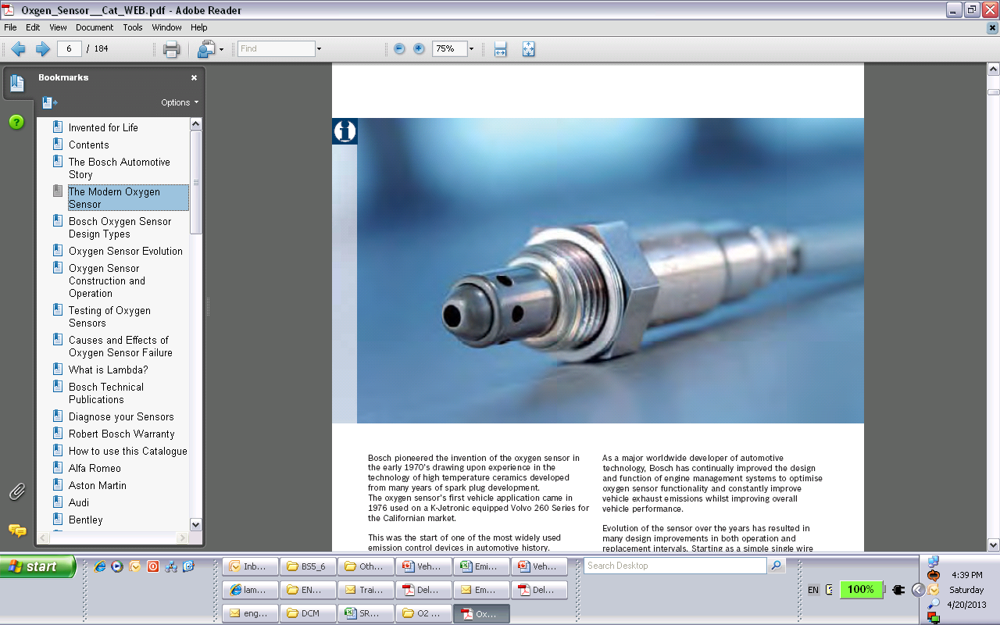 Oxgen_Sensor__Cat_WEB.pdf - Adobe Reader
File Edit View Document Tools Window Help
6 / 184
Find
75%
Bookmarks
Options
Invented for Life
Contents
The Bosch Automotive
Story
The Modern Oxygen
Sensor
Bosch Oxygen Sensor
Design Types
Oxygen Sensor Evolution
Oxygen Sensor
Construction and
Operation
Testing of Oxygen
Sensors
Causes and Effects of
Oxygen Sensor Failure
What is Lambda?
Bosch Technical
Publications
Diagnose your Sensors
Robert Bosch Warranty
How to use this Catalogue
Alfa Romeo
Aston Martin
Audi
Bentley
i
Bosch pioneered the invention of the oxygen sensor in
the early 1970's drawing upon experience in the
technology of high temperature ceramics developed
from many years of spark plug development.
The oxygen sensor's first vehicle application came in
1976 used on a K-Jetronic equipped Volvo 260 Series for
the Californian market.
This was the start of one of the most widely used
emission control devices in automotive history.
As a major worldwide developer of automotive
technology, Bosch has continually improved the design
and function of engine management systems to optimise
oxygen sensor functionality and constantly improve
vehicle exhaust emissions whilst improving overall
vehicle performance.
Evolution of the sensor over the years has resulted in
many design improvements in both operation and
replacement intervals. Starting as a simple single wire
start
Inb... BS5_6 Oth... Veh... Emi... Veh...
lam... EN... Trai... Del... Em... Del...
eng... DCM SR... O2 ... Ox...
Search Desktop
EN
100%
4:39 PM
Saturday
4/20/2013